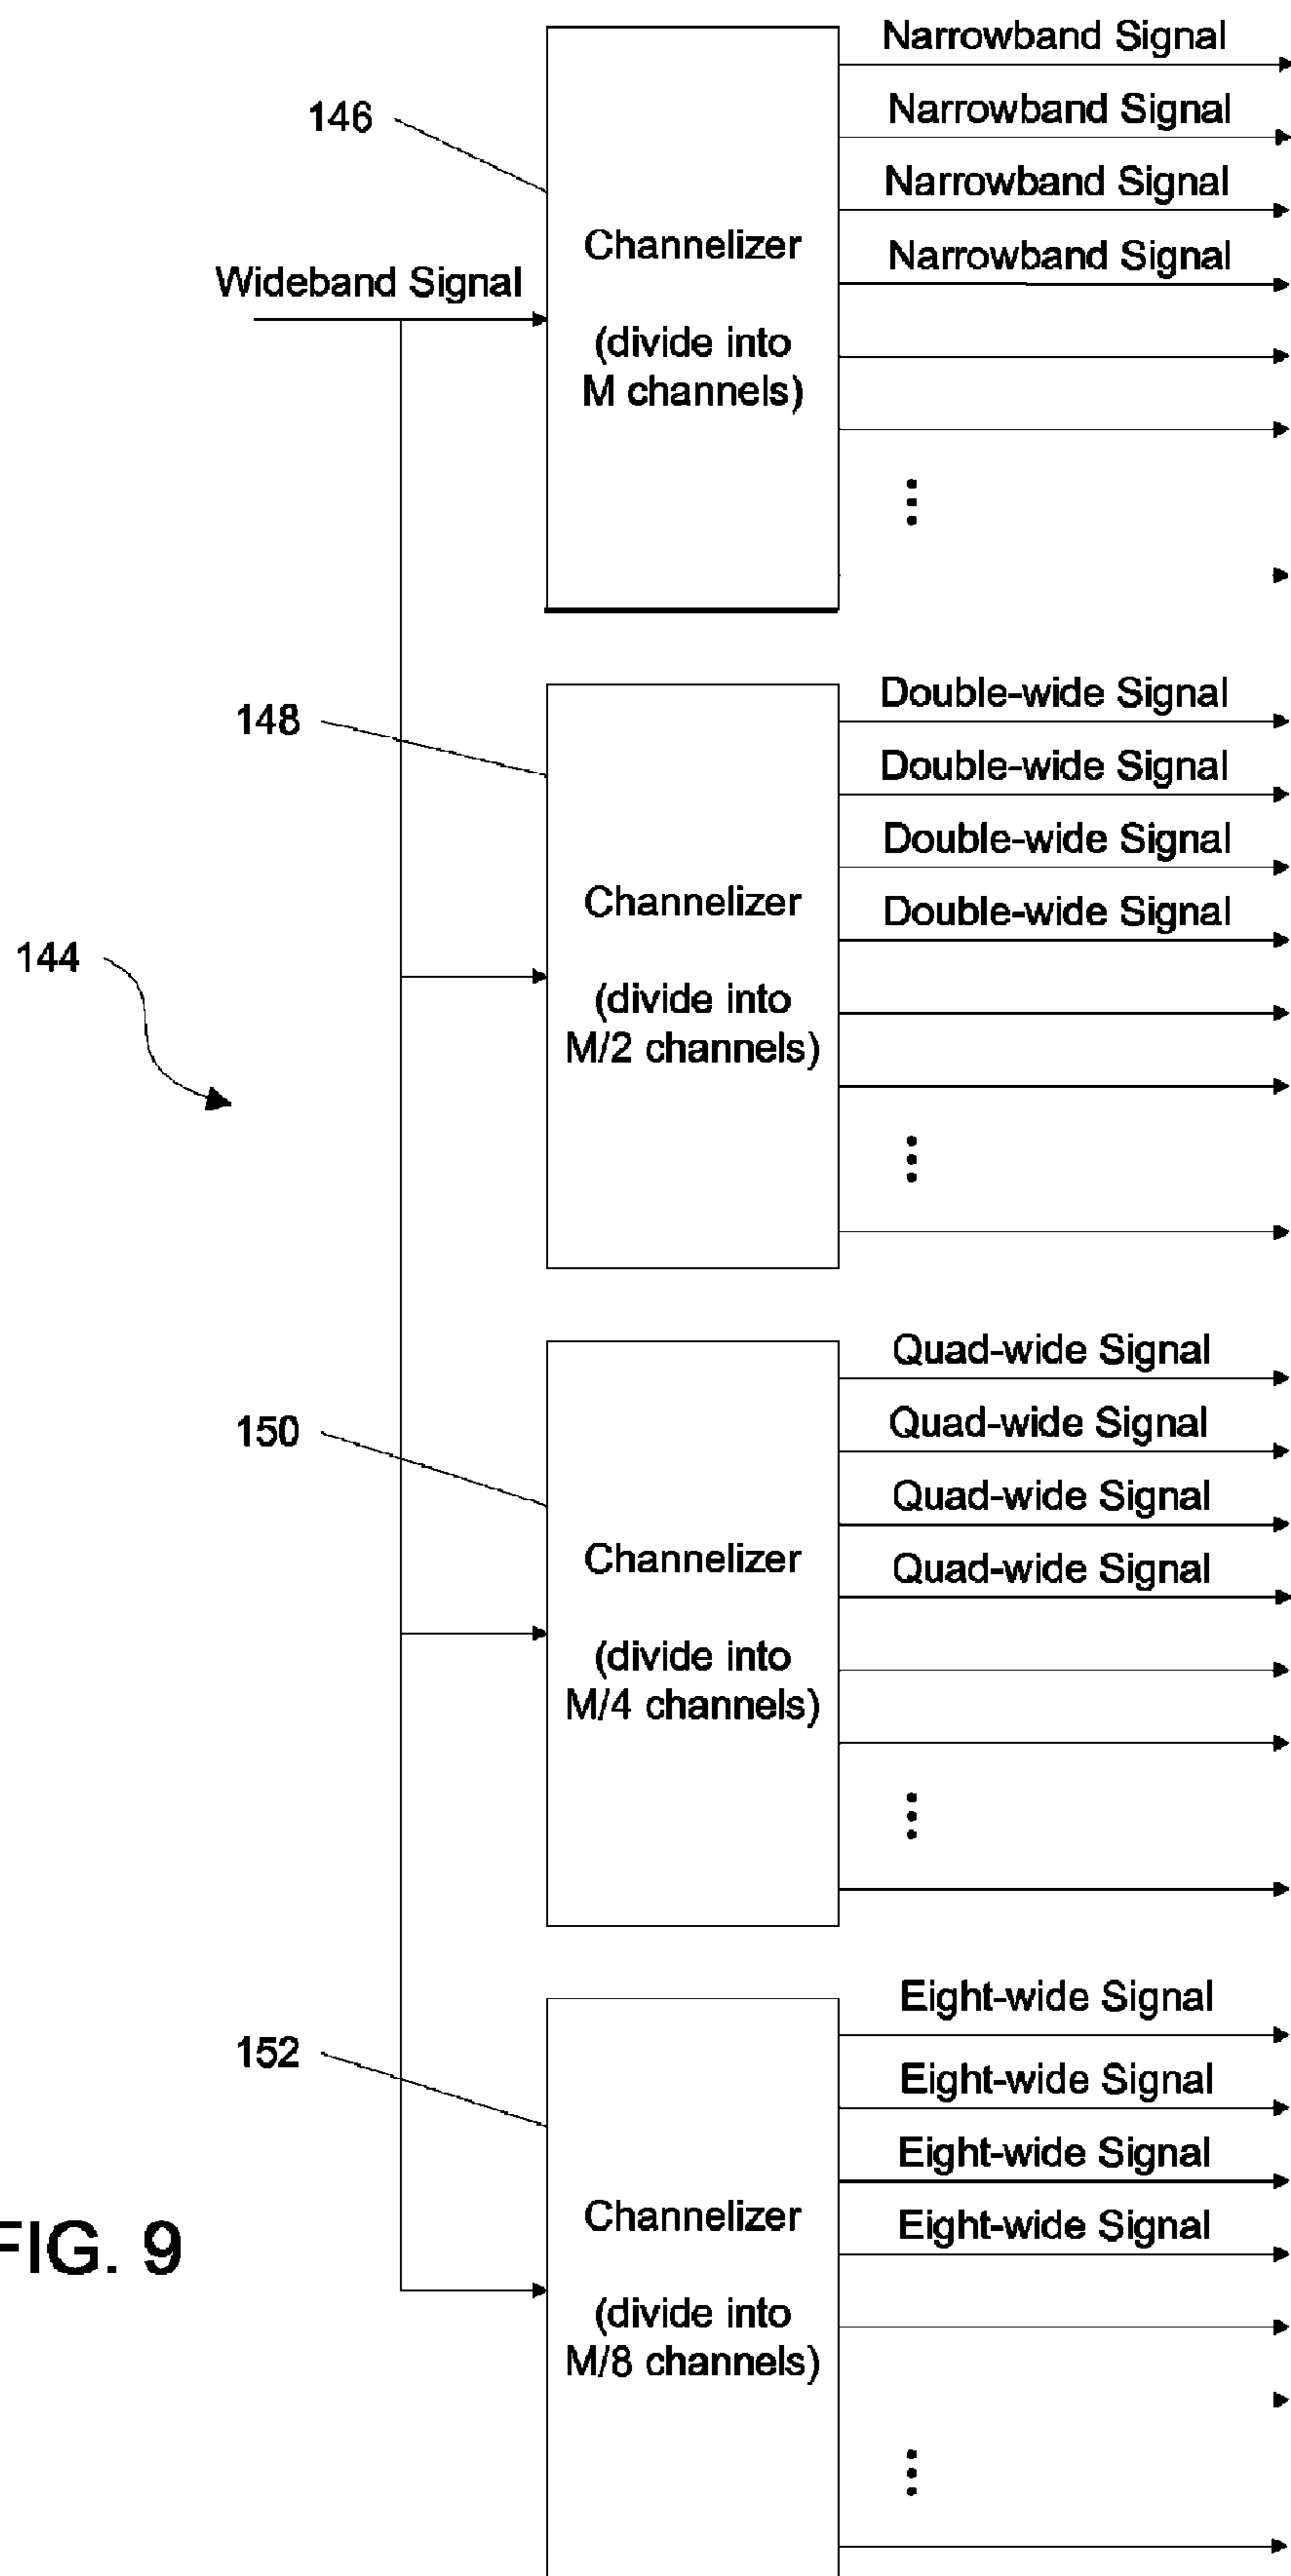 Narrowband Signal
146
Narrowband Signal
Narrowband Signal
Channelizer
Narrowband Signal
Wideband Signal
(divide into
M channels)
Double-wide Signal
148
Double-wide Signal
Double-wide Signal
Channelizer
Double-wide Signal
144
(divide into
M/2 channels)
Quad-wide Signal
150
Quad-wide Signal
Quad-wide Signal
Channelizer
Quad-wide Signal
(divide into
M/4 channels)
Eight-wide Signal
152
Eight-wide Signal
Eight-wide Signal
Channelizer
Eight-wide Signal
FIG. 9
(divide into
M/8 channels)